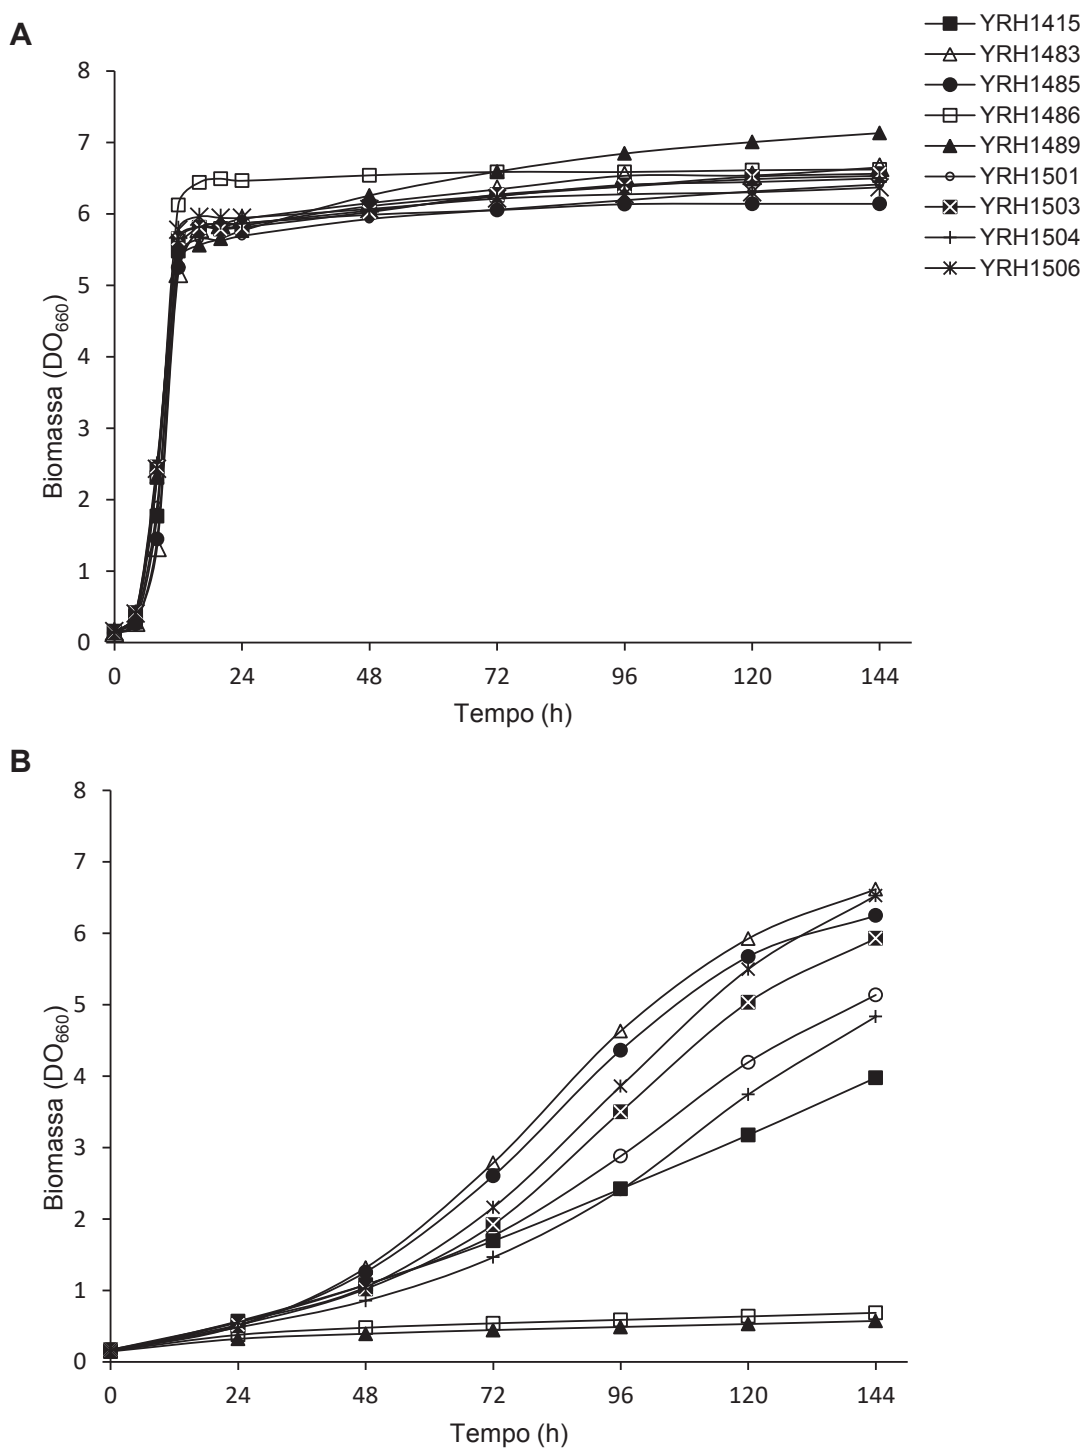 A
YRH1415
YRH1483
YRH1485
YRH1486
YRH1489
YRH1501
YRH1503
YRH1504
YRH1506
8
7
6
5
4
3
2
1
0
Biomassa (DO660)
0 24 48 72 96 120 144
Tempo (h)
B
8
7
6
5
4
3
2
1
0
Biomassa (DO660)
0 24 48 72 96 120 144
Tempo (h)